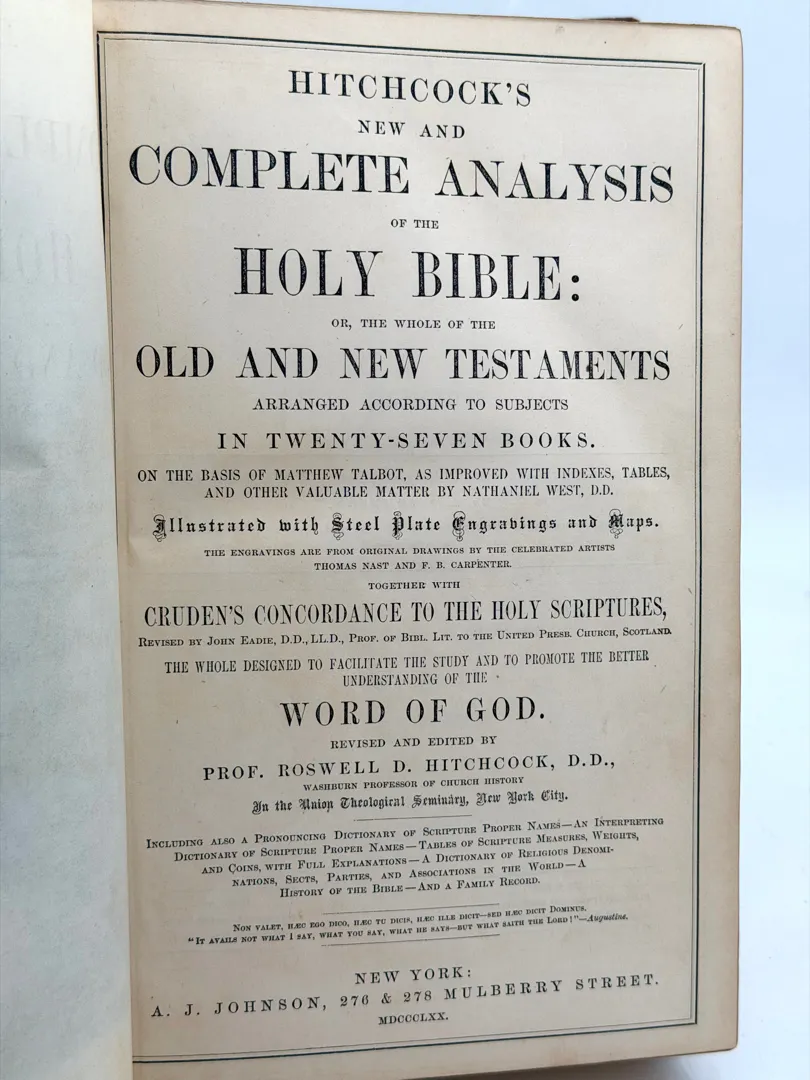 HITCHCOCK'S
NEW AND
COMPLETE ANALYSIS
OF THE
HOLY BIBLE:
OR, THE WHOLE OF THE
OLD AND NEW TESTAMENTS
ARRANGED ACCORDING TO SUBJECTS
IN TWENTY-SEVEN BOOKS.
ON THE BASIS OF MATTHEW TALBOT, AS IMPROVED WITH INDEXES, TABLES,
AND OTHER VALUABLE MATTER BY NATHANIEL WEST, D.D.
Illustrated with Steel Plate Engravings and Maps.
THE ENGRAVINGS ARE FROM ORIGINAL DRAWINGS BY THE CELEBRATED ARTISTS
THOMAS NAST AND F. B. CARPENTER.
TOGETHER WITH
CRUDEN'S CONCORDANCE TO THE HOLY SCRIPTURES,
REVISED BY JOHN EADIE, D.D., LL.D., PROF. OF BIBL. LIT. TO THE UNITED PRESB. CHURCH, SCOTLAND.
THE WHOLE DESIGNED TO FACILITATE THE STUDY AND TO PROMOTE THE BETTER
UNDERSTANDING OF THE
WORD OF GOD.
REVISED AND EDITED BY
PROF. ROSWELL D. HITCHCOCK, D.D.,
WASHBURN PROFESSOR OF CHURCH HISTORY
In the Union Theological Seminary, New York City.
INCLUDING ALSO A PRONOUNCING DICTIONARY OF SCRIPTURE PROPER NAMES—AN INTERPRETING
DICTIONARY OF SCRIPTURE PROPER NAMES—TABLES OF SCRIPTURE MEASURES, WEIGHTS,
AND COINS, WITH FULL EXPLANATIONS—A DICTIONARY OF RELIGIOUS DENOMI-
NATIONS, SECTS, PARTIES, AND ASSOCIATIONS IN THE WORLD—A
HISTORY OF THE BIBLE—AND A FAMILY RECORD.
NON VALET, HÆC EGO DICO, HÆC TU DICIS, HÆC ILLE DICIT—SED HÆC DICIT DOMINUS.
"IT AVAILS NOT WHAT I SAY, WHAT YOU SAY, WHAT HE SAYS—BUT WHAT SAITH THE LORD!"—Augustine.
NEW YORK:
A. J. JOHNSON, 276 & 278 MULBERRY STREET.
MDCCCLXX.